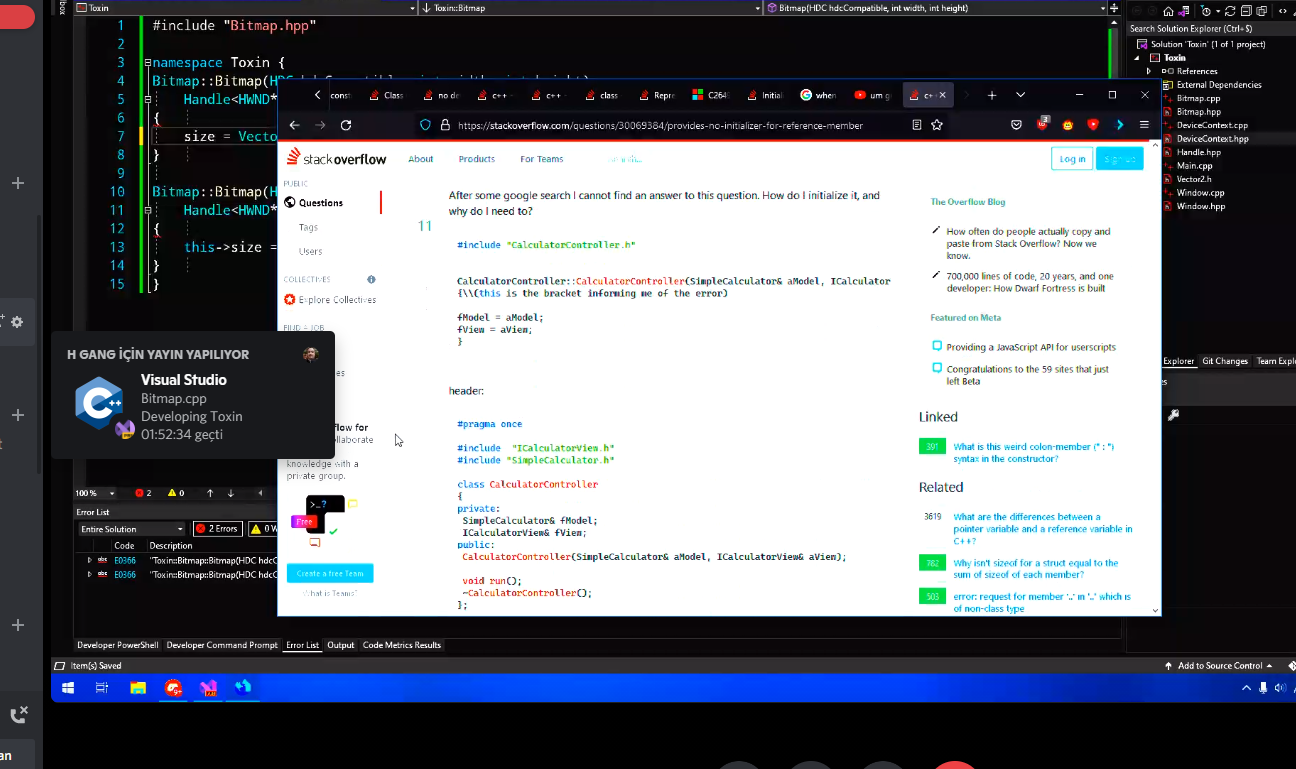 Toxin
Toxin::Bitmap
Bitmap(HDC hdcCompatible, int width, int height)
1 #include "Bitmap.hpp"
2
3 namespace Toxin {
4 Bitmap::Bitmap(HDC
5 Handle<HWND*
6 {
7 size = Vecto
8 }
9
10 Bitmap::Bitmap(H
11 Handle<HWND*
12 {
13 this->size =
14 }
15 }
const
Class
no de
c++
c++
class
Repre
C264
Initial
when
um g
c+
https://stackoverflow.com/questions/30069384/provides-no-initializer-for-reference-member
stackoverflow
About
Products
For Teams
Log in
Sign up
PUBLIC
Questions
Tags
Users
COLLECTIVES
Explore Collectives
FIND A JOB
11
After some google search I cannot find an answer to this question. How do I initialize it, and
why do I need to?
#include "CalculatorController.h"
CalculatorController::CalculatorController(SimpleCalculator& aModel, ICalculator
{\\(this is the bracket informing me of the error)
fModel = aModel;
fView = aView;
}
header:
#pragma once
#include "ICalculatorView.h"
#include "SimpleCalculator.h"
class CalculatorController
{
private:
SimpleCalculator& fModel;
ICalculatorView& fView;
public:
CalculatorController(SimpleCalculator& aModel, ICalculatorView& aView);
void run();
~CalculatorController();
};
The Overflow Blog
How often do people actually copy and
paste from Stack Overflow? Now we
know.
700,000 lines of code, 20 years, and one
developer: How Dwarf Fortress is built
Featured on Meta
Providing a JavaScript API for userscripts
Congratulations to the 59 sites that just
left Beta
Linked
391 What is this weird colon-member (" : ")
syntax in the constructor?
Related
3619 What are the differences between a
pointer variable and a reference variable in
C++?
782 Why isn't sizeof for a struct equal to the
sum of sizeof of each member?
503 error: request for member '..' in '..' which is
of non-class type
H GANG İÇİN YAYIN YAPILIYOR
Visual Studio
Bitmap.cpp
Developing Toxin
01:52:34 geçti
es
flow for
llaborate
knowledge with a
private group.
>_?
Free
Create a free Team
What is Teams?
Search Solution Explorer (Ctrl+Ş)
Solution 'Toxin' (1 of 1 project)
Toxin
References
External Dependencies
Bitmap.cpp
Bitmap.hpp
DeviceContext.cpp
DeviceContext.hpp
Handle.hpp
Main.cpp
Vector2.h
Window.cpp
Window.hpp
Explorer
Git Changes
Team Explo
es
100 %
2
0
Error List
Entire Solution
2 Errors
0 W
Code
Description
abc E0366 "Toxin::Bitmap::Bitmap(HDC hdcC
abc E0366 "Toxin::Bitmap::Bitmap(HDC hdcC
Developer PowerShell
Developer Command Prompt
Error List
Output
Code Metrics Results
Item(s) Saved
Add to Source Control
an